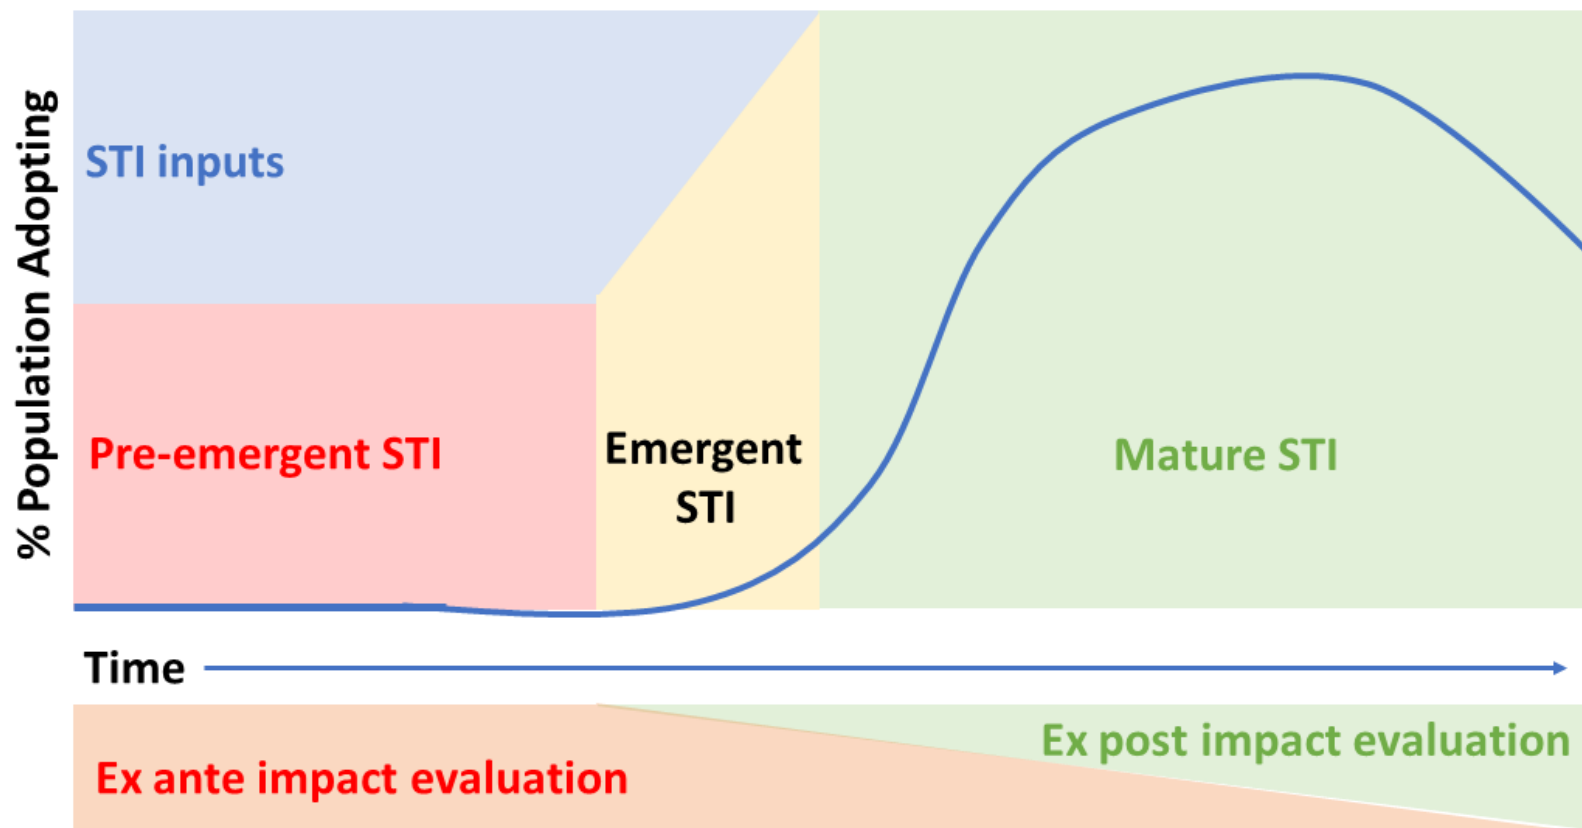 % Population Adopting
STI inputs
Pre-emergent STI
Emergent
STI
Mature STI
Time
Ex ante impact evaluation
Ex post impact evaluation